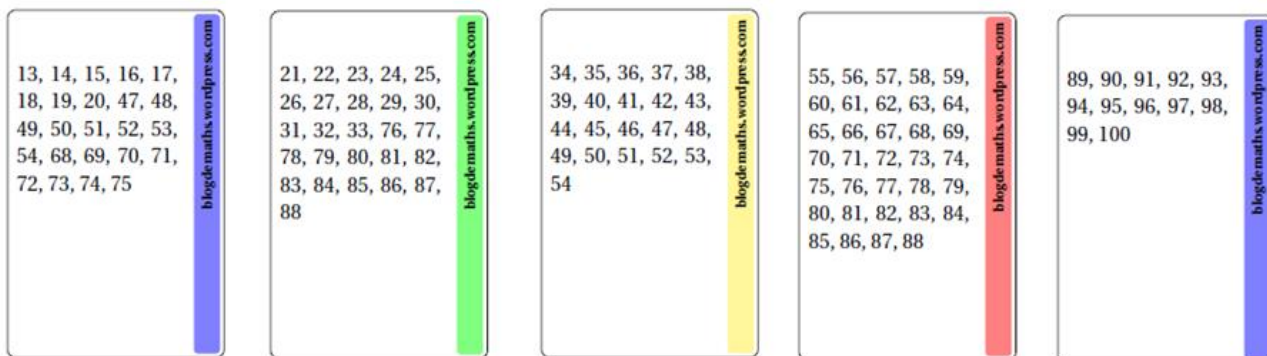 13, 14, 15, 16, 17,
18, 19, 20, 47, 48,
49, 50, 51, 52, 53,
54, 68, 69, 70, 71,
72, 73, 74, 75
blogdemaths.wordpress.com
21, 22, 23, 24, 25,
26, 27, 28, 29, 30,
31, 32, 33, 76, 77,
78, 79, 80, 81, 82,
83, 84, 85, 86, 87,
88
blogdemaths.wordpress.com
34, 35, 36, 37, 38,
39, 40, 41, 42, 43,
44, 45, 46, 47, 48,
49, 50, 51, 52, 53,
54
blogdemaths.wordpress.com
55, 56, 57, 58, 59,
60, 61, 62, 63, 64,
65, 66, 67, 68, 69,
70, 71, 72, 73, 74,
75, 76, 77, 78, 79,
80, 81, 82, 83, 84,
85, 86, 87, 88
blogdemaths.wordpress.com
89, 90, 91, 92, 93,
94, 95, 96, 97, 98,
99, 100
blogdemaths.wordpress.com